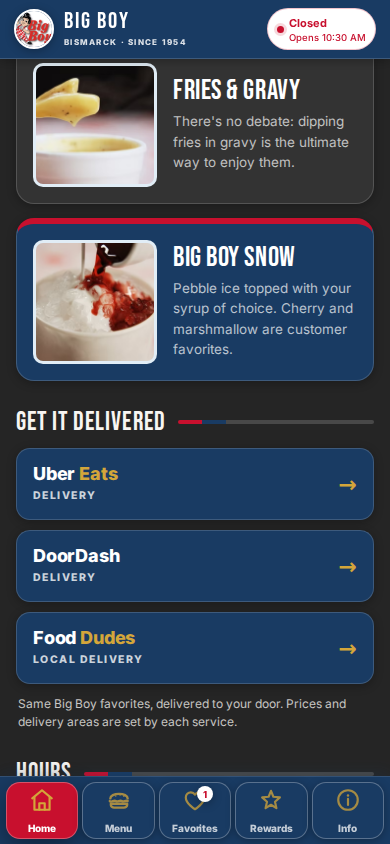 Big Boy
BIG BOY
BISMARCK · SINCE 1954
Closed
Opens 10:30 AM
FRIES & GRAVY
There's no debate: dipping
fries in gravy is the ultimate
way to enjoy them.
BIG BOY SNOW
Pebble ice topped with your
syrup of choice. Cherry and
marshmallow are customer
favorites.
GET IT DELIVERED
Uber Eats
DELIVERY
→
DoorDash
DELIVERY
→
Food Dudes
LOCAL DELIVERY
→
Same Big Boy favorites, delivered to your door. Prices and
delivery areas are set by each service.
HOURS
1
Home
Menu
Favorites
Rewards
Info